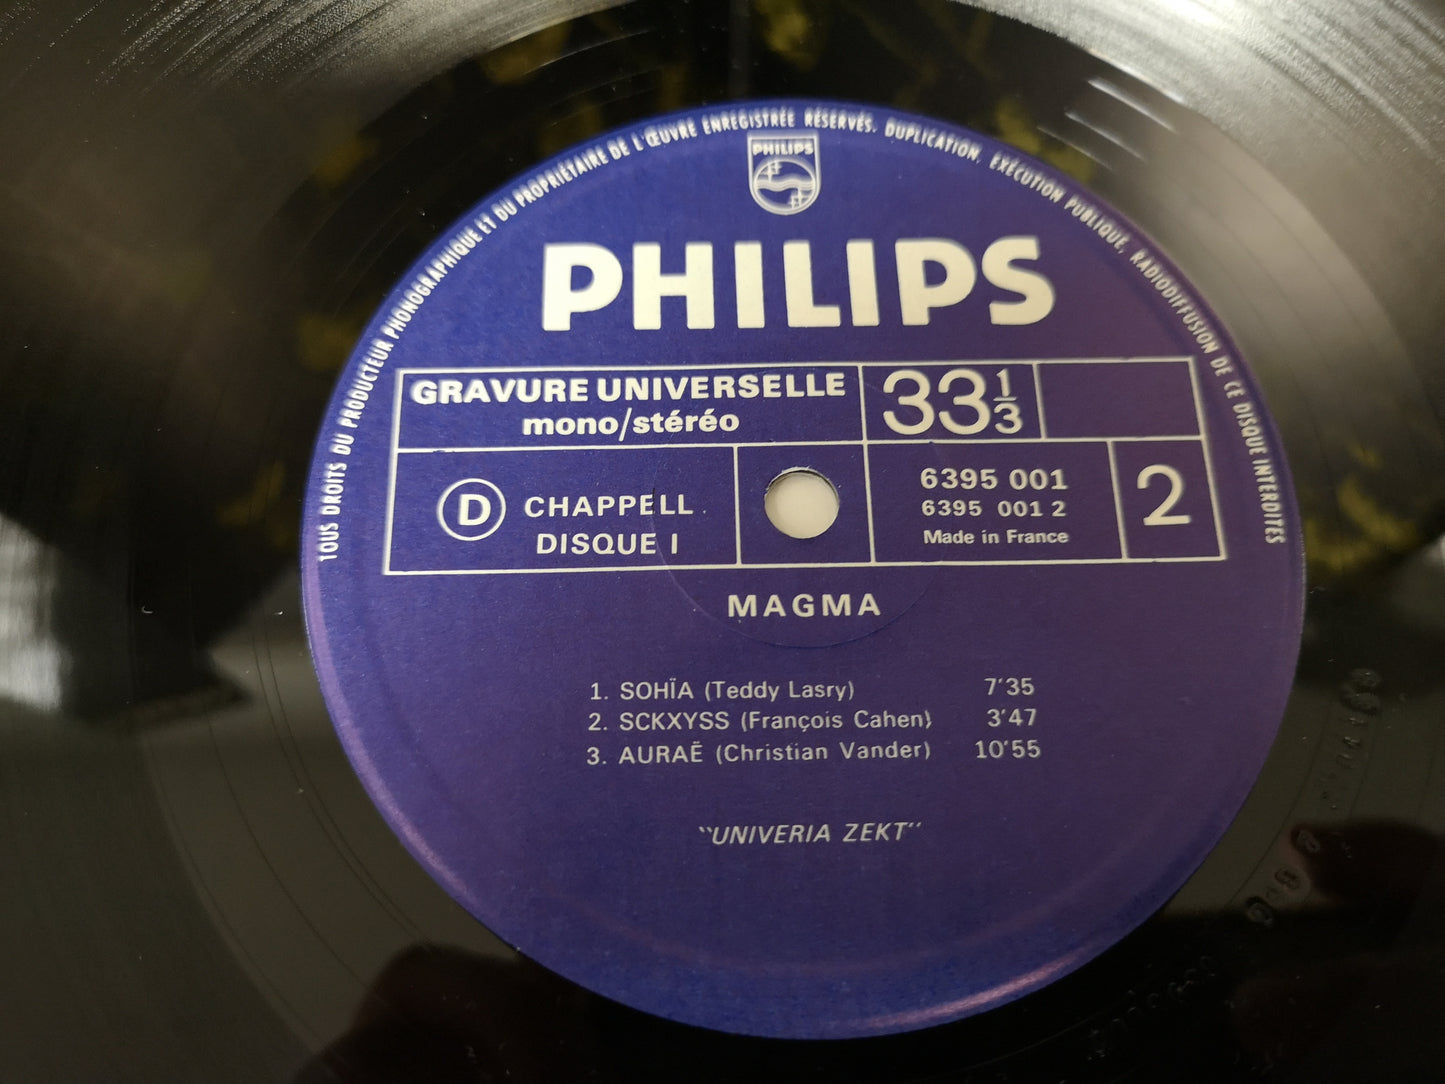 TOUS DROITS DU PRODUCTEUR PHONOGRAPHIQUE ET DU PROPRIÉTAIRE DE L'ŒUVRE ENREGISTRÉE RÉSERVÉS. DUPLICATION, EXÉCUTION PUBLIQUE, RADIODIFFUSION DE CE DISQUE INTERDITES
PHILIPS
PHILIPS
GRAVURE UNIVERSELLE
mono/stéréo
33 1/3
D CHAPPELL
DISQUE I
6395 001
6395 001 2
Made in France
2
MAGMA
1. SOHÏA (Teddy Lasry) 7'35
2. SCKXYSS (François Cahen) 3'47
3. AURAË (Christian Vander) 10'55
"UNIVERIA ZEKT"